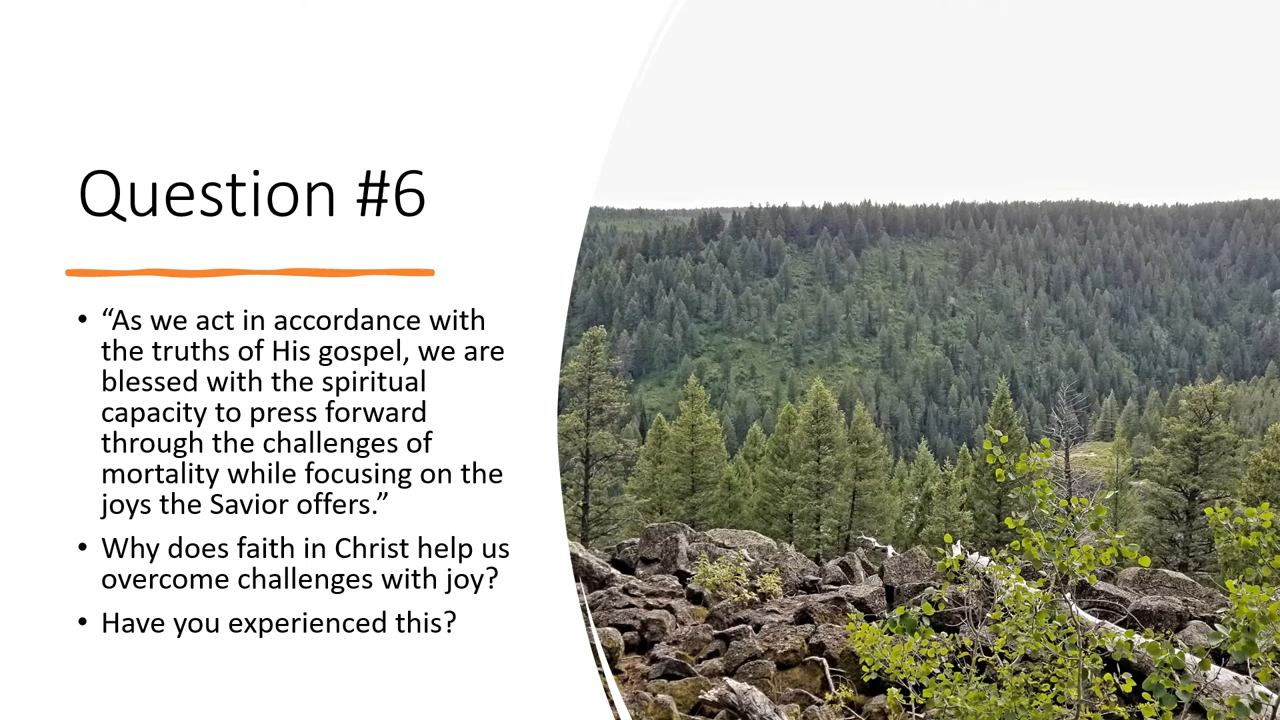 Question #6
• “As we act in accordance with
the truths of His gospel, we are
blessed with the spiritual
capacity to press forward
through the challenges of
mortality while focusing on the
joys the Savior offers.”
• Why does faith in Christ help us
overcome challenges with joy?
• Have you experienced this?